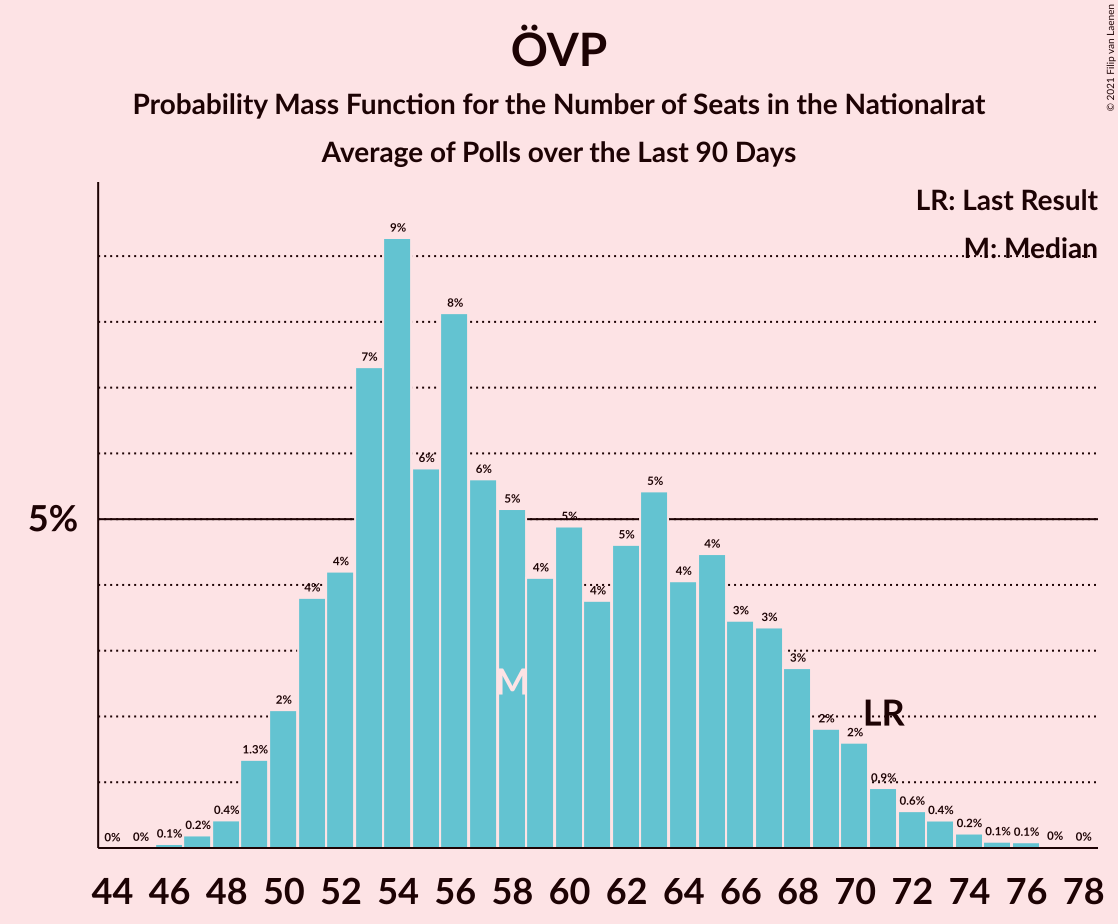 ÖVP
Probability Mass Function for the Number of Seats in the Nationalrat
Average of Polls over the Last 90 Days
© 2021 Filip van Laenen
LR: Last Result
M: Median
5%
0% 0% 0.1% 0.2% 0.4% 1.3% 2% 4% 4% 7% 9% 6% 8% 6% 5% 4% 5% 4% 5% 5% 4% 4% 3% 3% 3% 2% 2% 0.9% 0.6% 0.4% 0.2% 0.1% 0.1% 0% 0%
M
LR
44 46 48 50 52 54 56 58 60 62 64 66 68 70 72 74 76 78